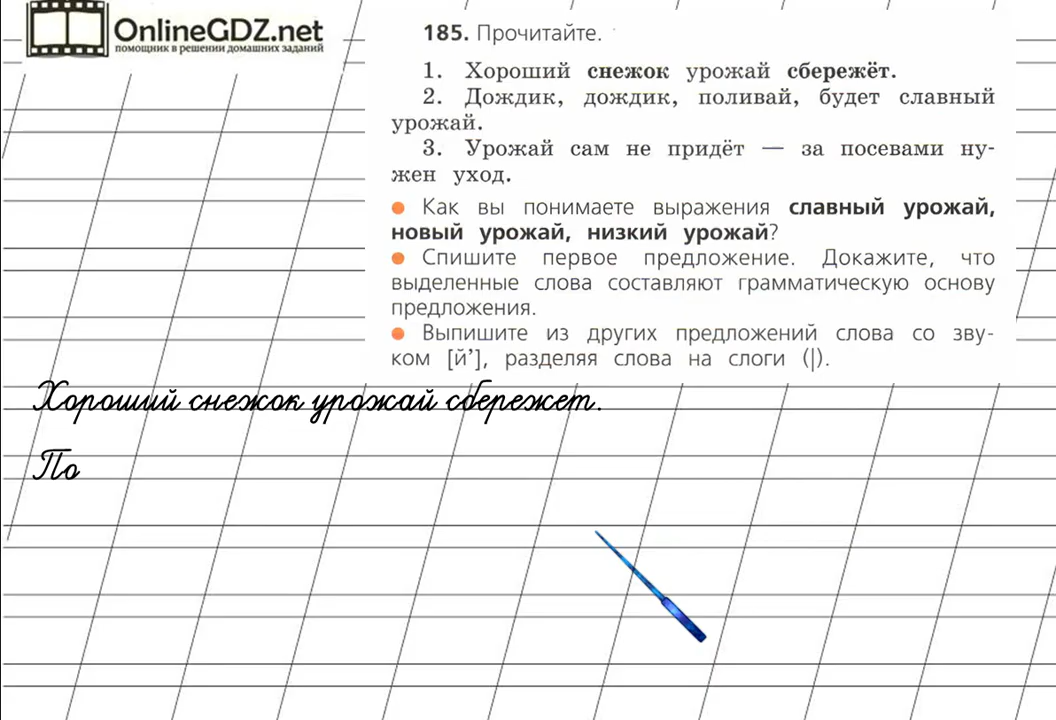 OnlineGDZ.net
помощник в решении домашних заданий
185. Прочитайте.
1. Хороший снежок урожай сбережёт.
2. Дождик, дождик, поливай, будет славный
урожай.
3. Урожай сам не придёт — за посевами ну-
жен уход.
● Как вы понимаете выражения славный урожай,
новый урожай, низкий урожай?
● Спишите первое предложение. Докажите, что
выделенные слова составляют грамматическую основу
предложения.
● Выпишите из других предложений слова со зву-
ком [й’], разделяя слова на слоги (|).
Хороший снежок урожай сбережет.
По